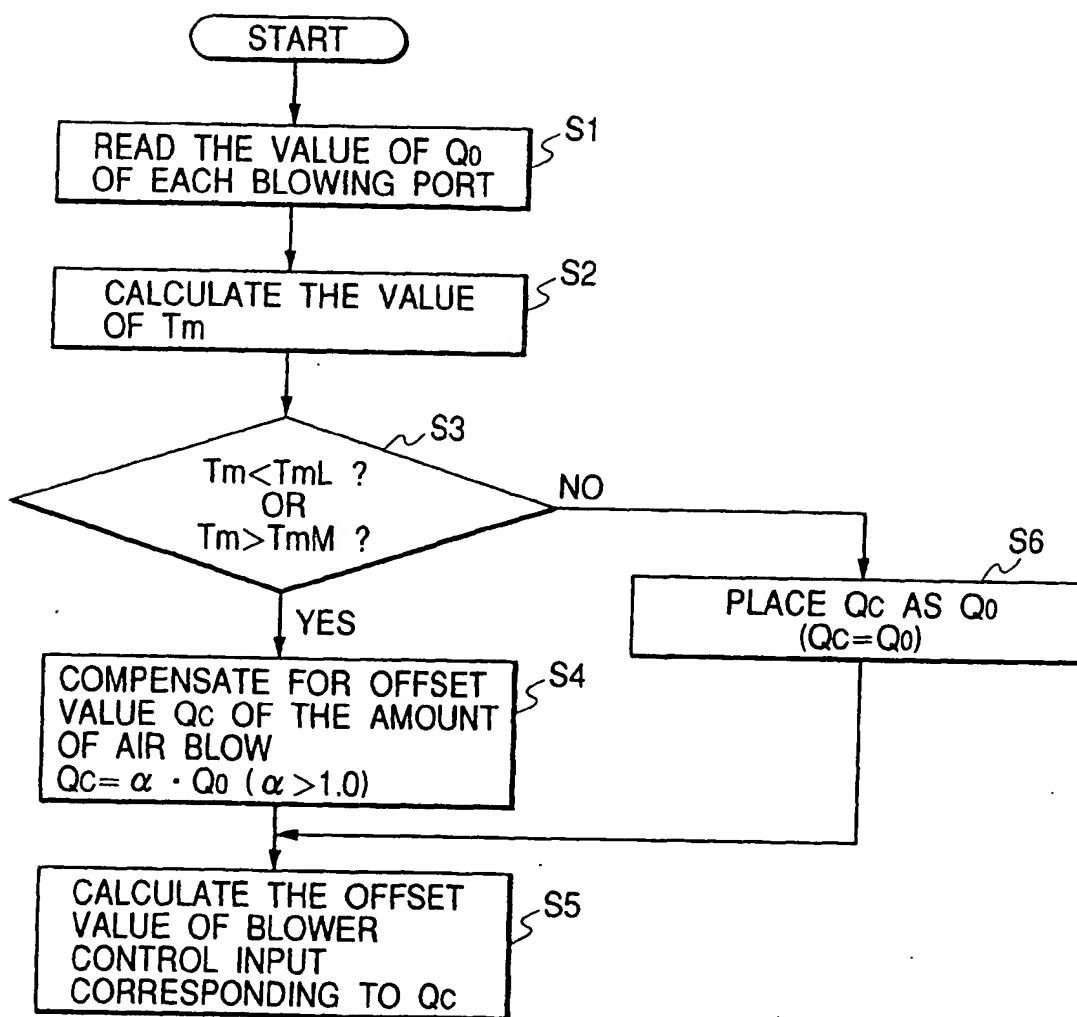 START
S1
READ THE VALUE OF Q0
OF EACH BLOWING PORT
S2
CALCULATE THE VALUE
OF Tm
S3
Tm<TmL ?
OR
Tm>TmM ?
NO
YES
S6
PLACE QC AS Q0
(QC=Q0)
S4
COMPENSATE FOR OFFSET
VALUE QC OF THE AMOUNT
OF AIR BLOW
QC= α · Q0 ( α >1.0)
S5
CALCULATE THE OFFSET
VALUE OF BLOWER
CONTROL INPUT
CORRESPONDING TO QC